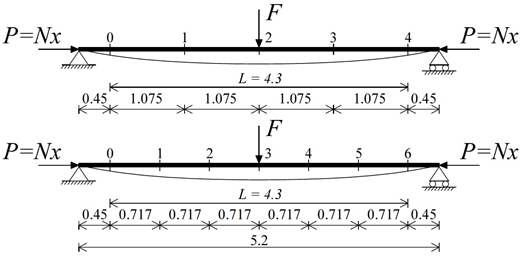 F
P=Nx 0 1 2 3 4 P=Nx
L = 4.3
0.45 1.075 1.075 1.075 1.075 0.45
F
P=Nx 0 1 2 3 4 5 6 P=Nx
L = 4.3
0.45 0.717 0.717 0.717 0.717 0.717 0.717 0.45
5.2